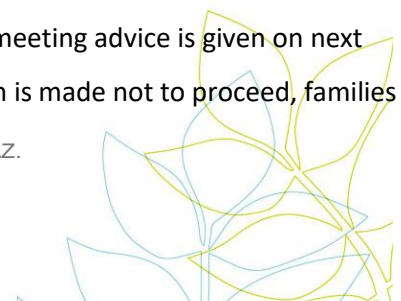 meeting advice is given on next
is made not to proceed, families